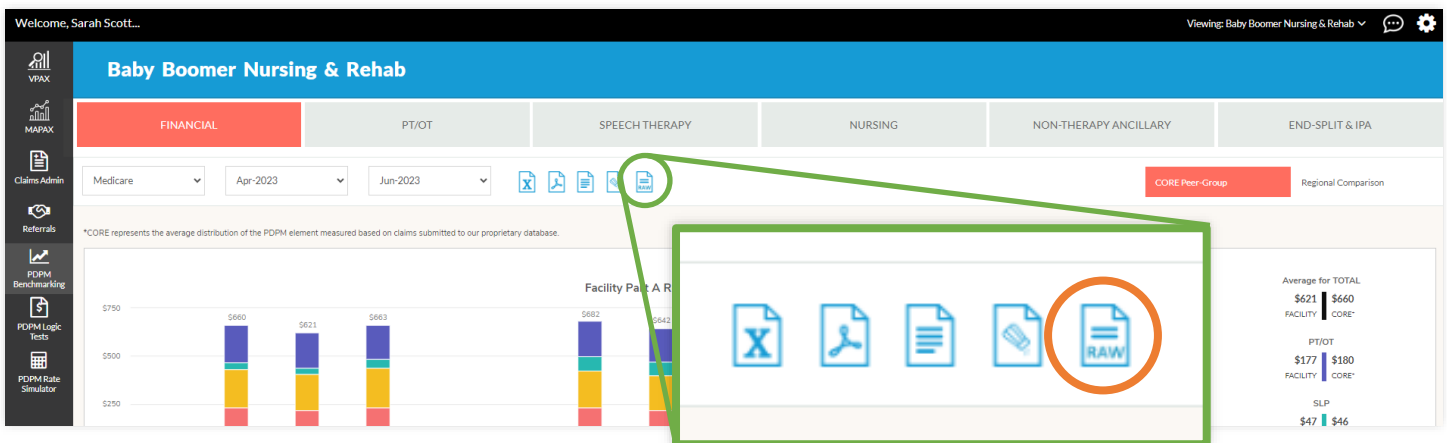 Welcome, Sarah Scott...
Viewing: Baby Boomer Nursing & Rehab
VPAX
MAPAX
Claims Admin
Referrals
PDPM
Benchmarking
PDPM Logic
Tests
PDPM Rate
Simulator
Baby Boomer Nursing & Rehab
FINANCIAL
PT/OT
SPEECH THERAPY
NURSING
NON-THERAPY ANCILLARY
END-SPLIT & IPA
Medicare
Apr-2023
Jun-2023
X
RAW
CORE Peer-Group
Regional Comparison
*CORE represents the average distribution of the PDPM element measured based on claims submitted to our proprietary database.
Facility Part A R
$750
$500
$250
$660
$621
$663
$682
$642
X
RAW
Average for TOTAL
$621 $660
FACILITY CORE*
PT/OT
$177 $180
FACILITY CORE*
SLP
$47 $46